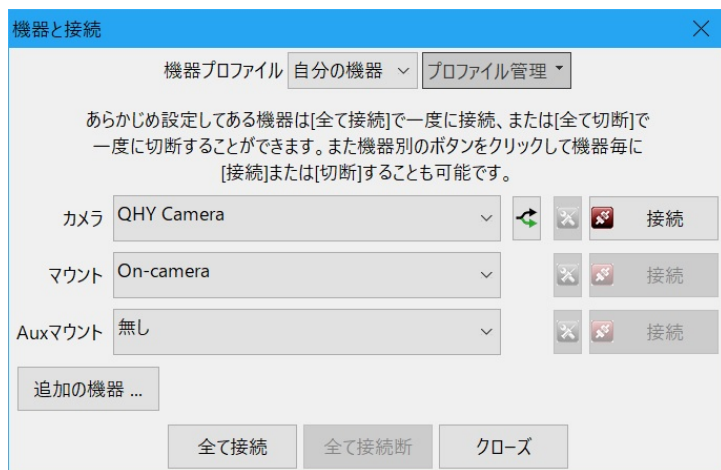 機器と接続
機器プロファイル 自分の機器 プロファイル管理
あらかじめ設定してある機器は[全て接続]で一度に接続、または[全て切断]で
一度に切断することができます。また機器別のボタンをクリックして機器毎に
[接続]または[切断]することも可能です。
カメラ QHY Camera 接続
マウント On-camera 接続
Auxマウント 無し 接続
追加の機器 ...
全て接続 全て接続断 クローズ